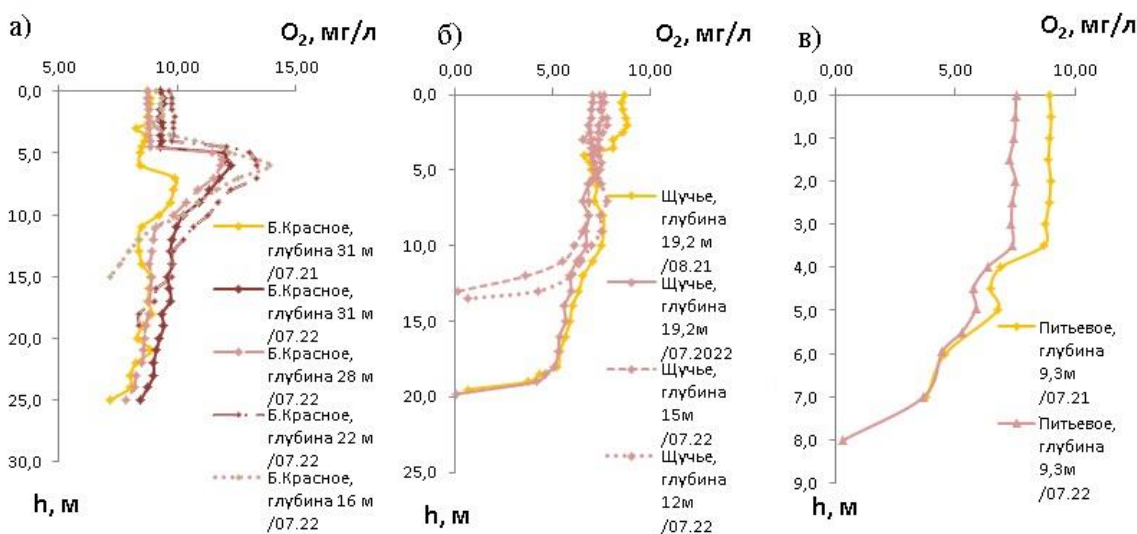 а)
O₂, мг/л
5,00 10,00 15,00
0,0
5,0
10,0
15,0
20,0
25,0
30,0
h, м
Б.Красное,
глубина 31 м
/07.21
Б.Красное,
глубина 31 м
/07.22
Б.Красное,
глубина 28 м
/07.22
Б.Красное,
глубина 22 м
/07.22
Б.Красное,
глубина 16 м
/07.22
б)
O₂, мг/л
0,00 5,00 10,00
0,0
5,0
10,0
15,0
20,0
25,0
h, м
Щучье,
глубина
19,2 м
/08.21
Щучье,
глубина
19,2м
/07.2022
Щучье,
глубина
15м
/07.22
Щучье,
глубина
12м
/07.22
в)
O₂, мг/л
0,00 5,00 10,00
0,0
1,0
2,0
3,0
4,0
5,0
6,0
7,0
8,0
9,0
h, м
Питьевое,
глубина
9,3м
/07.21
Питьевое,
глубина
9,3м
/07.22